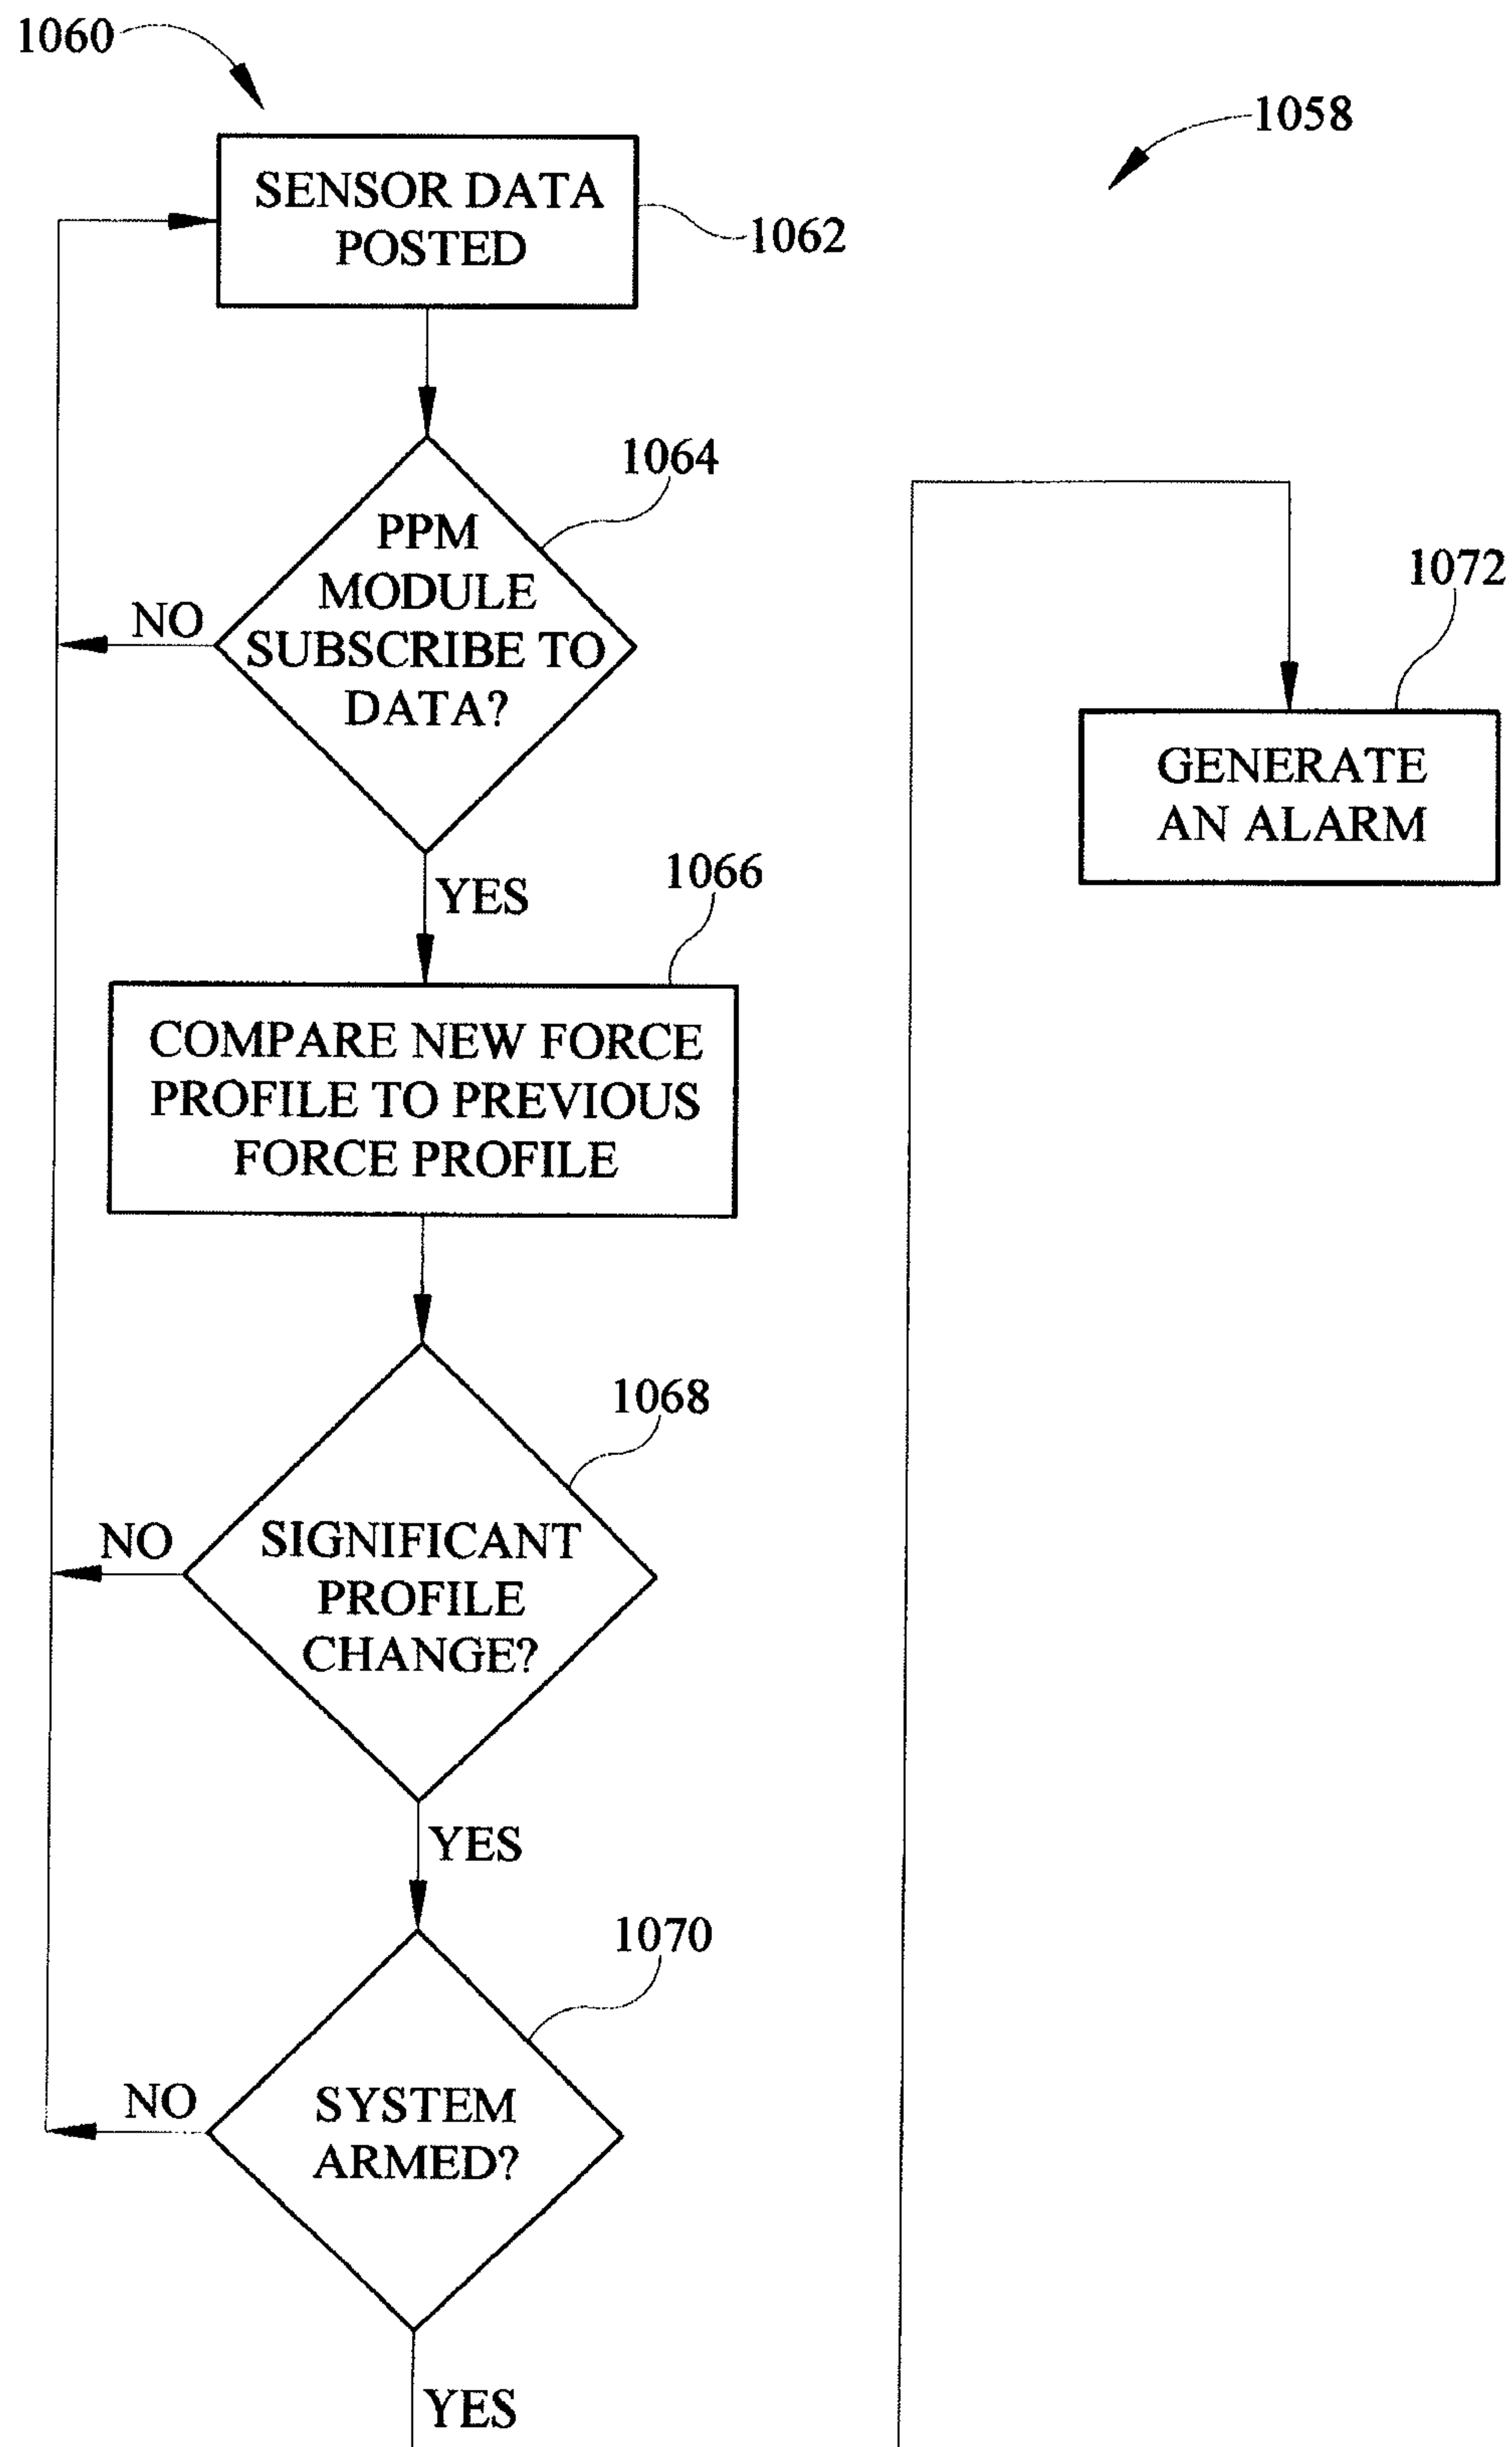 1060
1058
SENSOR DATA
POSTED
1062
1064
PPM
MODULE
SUBSCRIBE TO
DATA?
NO
YES
1066
COMPARE NEW FORCE
PROFILE TO PREVIOUS
FORCE PROFILE
1068
SIGNIFICANT
PROFILE
CHANGE?
NO
YES
1070
SYSTEM
ARMED?
NO
YES
1072
GENERATE
AN ALARM